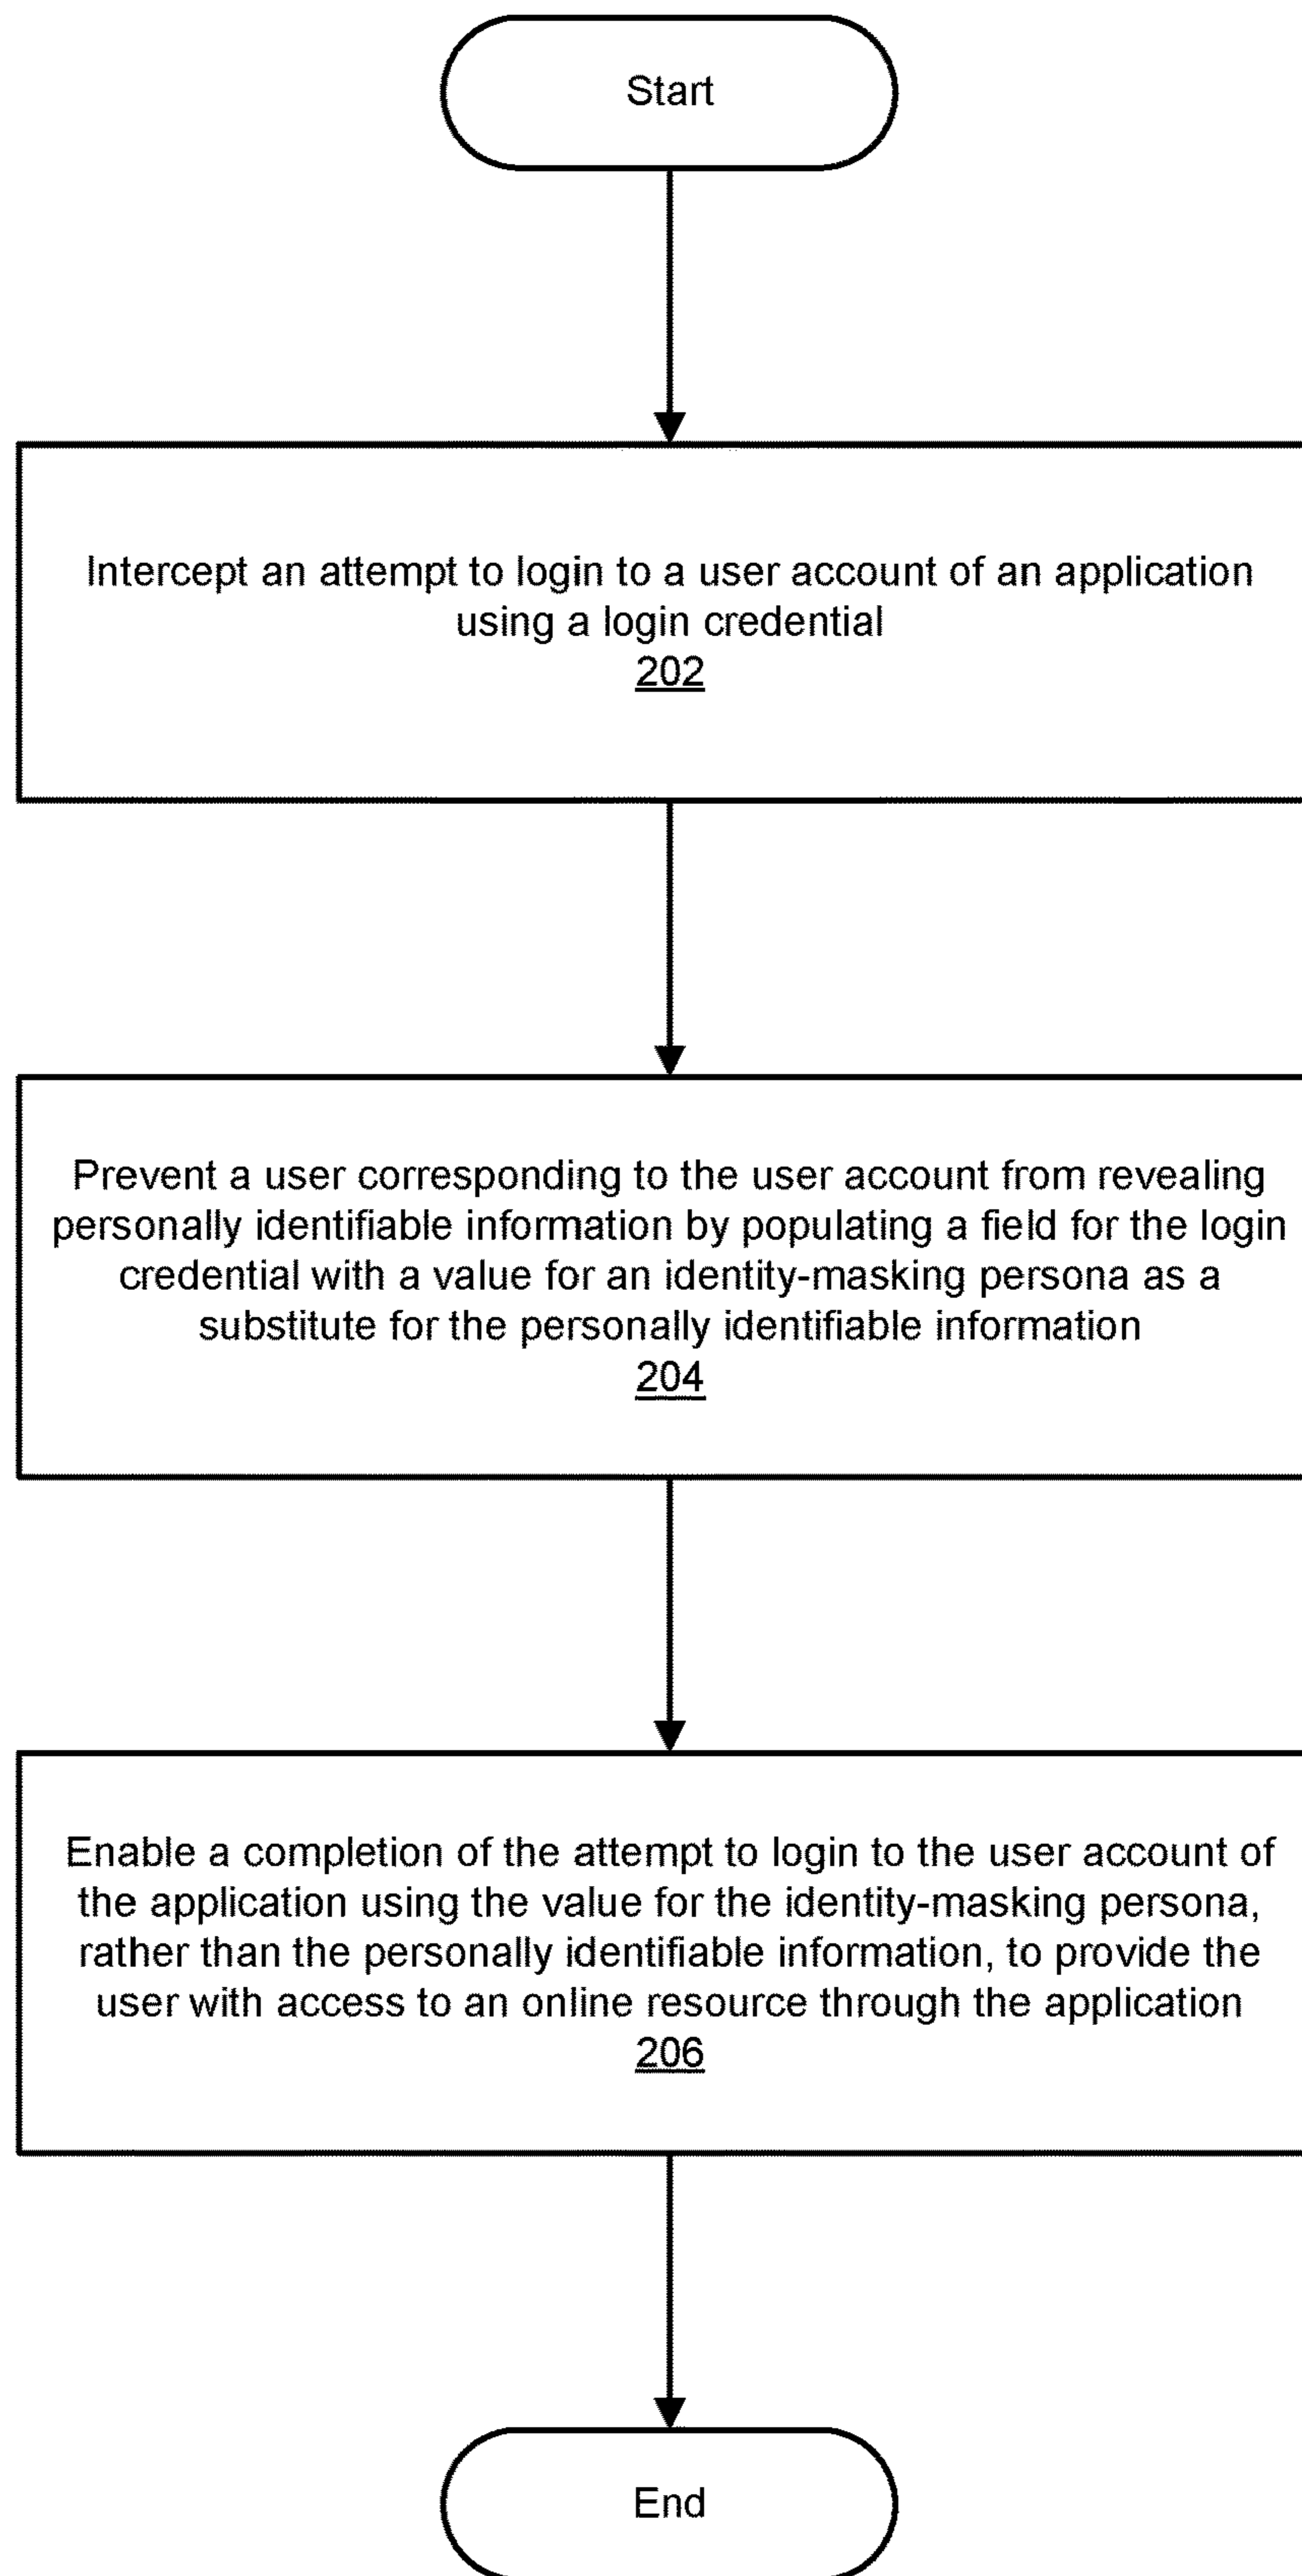 Start
Intercept an attempt to login to a user account of an application
using a login credential
202
Prevent a user corresponding to the user account from revealing
personally identifiable information by populating a field for the login
credential with a value for an identity-masking persona as a
substitute for the personally identifiable information
204
Enable a completion of the attempt to login to the user account of
the application using the value for the identity-masking persona,
rather than the personally identifiable information, to provide the
user with access to an online resource through the application
206
End